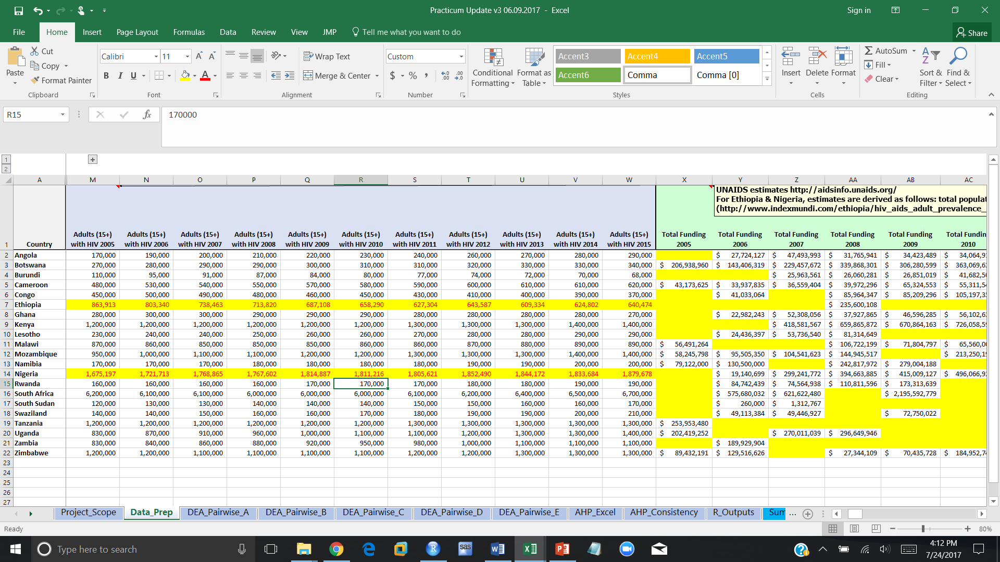 Practicum Update v3 06.09.2017 - Excel
Sign in
File Home Insert Page Layout Formulas Data Review View JMP Tell me what you want to do Share
Paste Cut Copy Format Painter Clipboard
Calibri 11 A A B I U A Font
Wrap Text Merge & Center Alignment
Custom $ % , Number
Conditional Formatting Format as Table
Accent3 Accent4 Accent5
Accent6 Comma Comma [0]
Styles
Insert Delete Format Cells
AutoSum Fill Clear Sort & Filter Find & Select Editing
R15 fx 170000
1
2
A M N O P Q R S T U V W X Y Z AA AB AC
UNAIDS estimates http://aidsinfo.unaids.org/
For Ethiopia & Nigeria, estimates are derived as follows: total populat
(http://www.indexmundi.com/ethiopia/hiv_aids_adult_prevalence_
1 Country Adults (15+) with HIV 2005 Adults (15+) with HIV 2006 Adults (15+) with HIV 2007 Adults (15+) with HIV 2008 Adults (15+) with HIV 2009 Adults (15+) with HIV 2010 Adults (15+) with HIV 2011 Adults (15+) with HIV 2012 Adults (15+) with HIV 2013 Adults (15+) with HIV 2014 Adults (15+) with HIV 2015 Total Funding 2005 Total Funding 2006 Total Funding 2007 Total Funding 2008 Total Funding 2009 Total Fundin 2010
2 Angola 170,000 190,000 200,000 210,000 220,000 230,000 240,000 260,000 270,000 280,000 290,000 $ 27,724,127 $ 47,493,993 $ 31,765,941 $ 34,423,489 $ 34,064,9
3 Botswana 270,000 280,000 290,000 290,000 300,000 310,000 310,000 320,000 330,000 330,000 340,000 $ 206,938,960 $ 143,406,319 $ 229,457,672 $ 339,868,301 $ 306,280,599 $ 363,069,6
4 Burundi 110,000 95,000 91,000 87,000 84,000 80,000 77,000 74,000 72,000 70,000 68,000 $ 25,963,561 $ 26,060,281 $ 26,851,019 $ 41,682,5
5 Cameroon 480,000 530,000 540,000 550,000 570,000 580,000 590,000 600,000 610,000 610,000 620,000 $ 43,173,625 $ 33,937,835 $ 36,559,404 $ 39,972,296 $ 65,324,553 $ 55,311,5
6 Congo 450,000 500,000 490,000 480,000 460,000 450,000 430,000 410,000 400,000 390,000 370,000 $ 41,033,064 $ 85,964,347 $ 85,209,296 $ 105,197,3
7 Ethiopia 863,913 803,340 738,463 713,820 687,108 658,290 627,304 643,587 609,334 624,802 640,474 $ 235,600,108
8 Ghana 280,000 300,000 300,000 290,000 290,000 290,000 280,000 280,000 280,000 280,000 270,000 $ 22,982,243 $ 52,308,056 $ 37,927,865 $ 46,596,285 $ 56,102,6
9 Kenya 1,200,000 1,200,000 1,200,000 1,200,000 1,200,000 1,200,000 1,300,000 1,300,000 1,300,000 1,400,000 1,400,000 $ 418,581,567 $ 659,865,872 $ 670,864,163 $ 726,058,5
10 Lesotho 230,000 240,000 240,000 250,000 260,000 260,000 270,000 280,000 280,000 290,000 290,000 $ 24,436,397 $ 53,736,540 $ 81,314,649
11 Malawi 870,000 860,000 850,000 850,000 850,000 860,000 860,000 870,000 880,000 890,000 890,000 $ 56,491,264 $ 106,722,199 $ 71,804,797 $ 65,560,0
12 Mozambique 950,000 1,000,000 1,100,000 1,100,000 1,200,000 1,200,000 1,300,000 1,300,000 1,300,000 1,400,000 1,400,000 $ 58,245,798 $ 95,505,350 $ 104,541,623 $ 144,945,517 $ 213,250,1
13 Namibia 170,000 170,000 170,000 180,000 180,000 180,000 180,000 190,000 190,000 200,000 200,000 $ 79,122,000 $ 130,500,000 $ 242,817,972 $ 279,004,188
14 Nigeria 1,675,197 1,721,713 1,768,865 1,767,602 1,814,887 1,811,216 1,805,621 1,852,490 1,844,172 1,833,684 1,879,678 $ 19,140,699 $ 299,241,772 $ 394,663,885 $ 415,009,127 $ 496,066,9
15 Rwanda 160,000 160,000 160,000 160,000 170,000 170,000 170,000 180,000 180,000 190,000 190,000 $ 84,742,439 $ 74,564,938 $ 110,811,596 $ 173,313,639
16 South Africa 6,200,000 6,100,000 6,100,000 6,000,000 6,000,000 6,000,000 6,100,000 6,200,000 6,400,000 6,500,000 6,700,000 $ 575,680,032 $ 621,622,480 $ 2,195,592,779
17 South Sudan 120,000 130,000 130,000 140,000 140,000 140,000 150,000 150,000 160,000 160,000 170,000 $ 260,000 $ 1,312,767
18 Swaziland 140,000 140,000 150,000 160,000 160,000 170,000 180,000 190,000 190,000 200,000 210,000 $ 49,113,384 $ 49,446,927 $ 72,750,022
19 Tanzania 1,200,000 1,200,000 1,200,000 1,200,000 1,200,000 1,200,000 1,300,000 1,300,000 1,300,000 1,300,000 1,300,000 $ 253,953,480
20 Uganda 830,000 870,000 910,000 960,000 1,000,000 1,100,000 1,100,000 1,200,000 1,300,000 1,300,000 1,400,000 $ 202,419,252 $ 270,011,039 $ 296,649,946
21 Zambia 830,000 840,000 860,000 880,000 920,000 950,000 980,000 1,000,000 1,100,000 1,100,000 1,100,000 $ 189,929,904
22 Zimbabwe 1,200,000 1,200,000 1,100,000 1,100,000 1,100,000 1,100,000 1,200,000 1,200,000 1,300,000 1,300,000 1,300,000 $ 89,432,191 $ 129,516,626 $ 27,344,109 $ 70,435,728 $ 184,952,7
23
24
25
26
27
Project_Scope Data_Prep DEA_Pairwise_A DEA_Pairwise_B DEA_Pairwise_C DEA_Pairwise_D DEA_Pairwise_E AHP_Excel AHP_Consistency R_Outputs Sum ...
Ready 80%
Type here to search
4:12 PM
7/24/2017